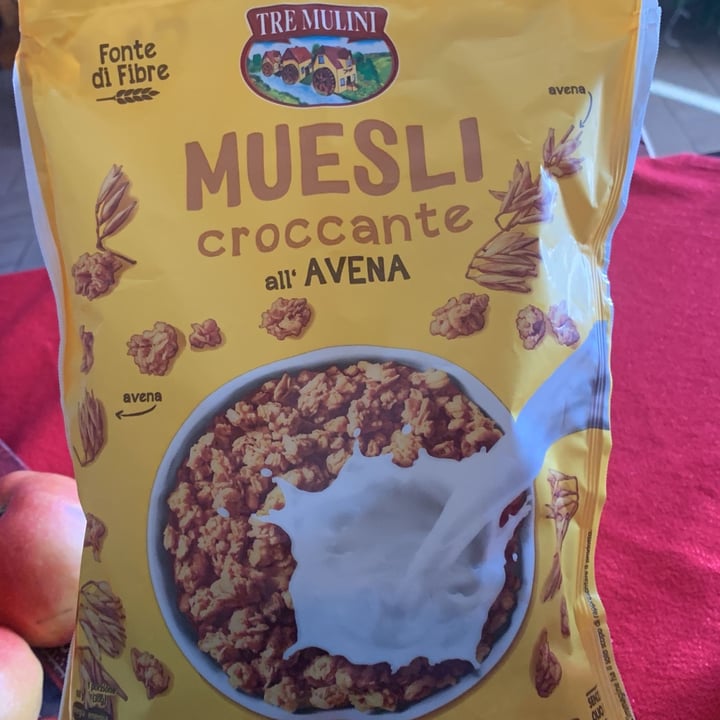 TRE MULINI
Fonte
di Fibre
avena
MUESLI
croccante
all' AVENA
avena